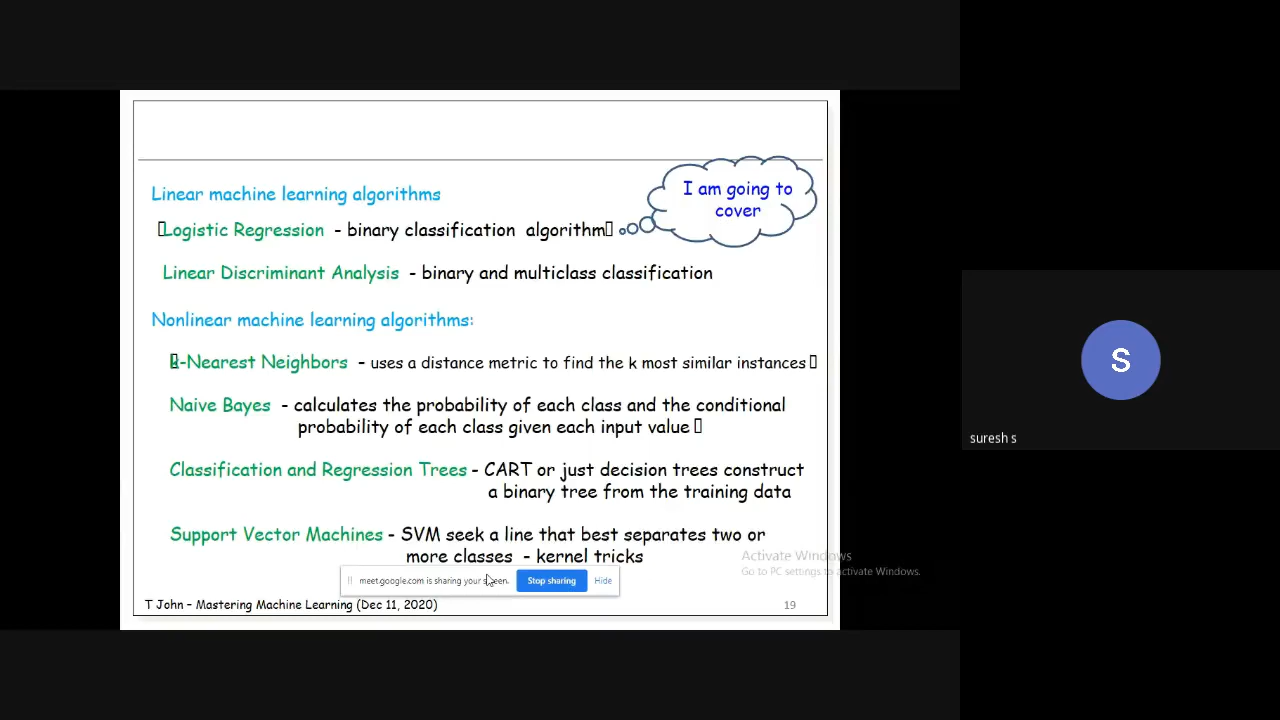 I am going to
cover
Linear machine learning algorithms
Logistic Regression - binary classification algorithm
Linear Discriminant Analysis - binary and multiclass classification
Nonlinear machine learning algorithms:
k-Nearest Neighbors - uses a distance metric to find the k most similar instances
Naive Bayes - calculates the probability of each class and the conditional
probability of each class given each input value
Classification and Regression Trees - CART or just decision trees construct
a binary tree from the training data
Support Vector Machines - SVM seek a line that best separates two or
more classes - kernel tricks
Activate Windows
Go to PC settings to activate Windows.
meet.google.com is sharing your screen. Stop sharing Hide
T John – Mastering Machine Learning (Dec 11, 2020) 19
S
suresh s